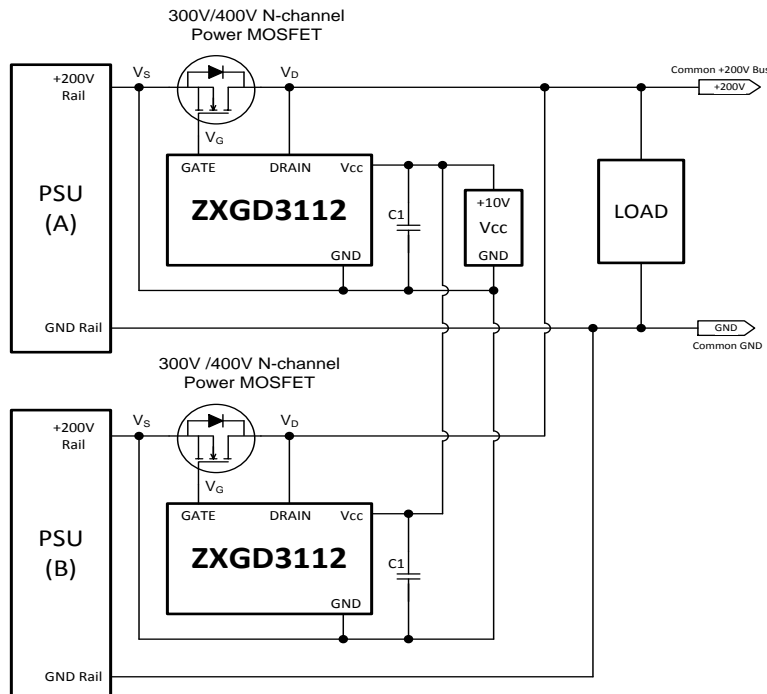 300V/400V N-channel
Power MOSFET
+200V
Rail
VS
VD
Common +200V Bus
+200V
VG
GATE
DRAIN
Vcc
ZXGD3112
GND
C1
+10V
Vcc
GND
LOAD
PSU
(A)
GND Rail
GND
Common GND
300V /400V N-channel
Power MOSFET
+200V
Rail
VS
VD
VG
GATE
DRAIN
Vcc
ZXGD3112
GND
C1
PSU
(B)
GND Rail